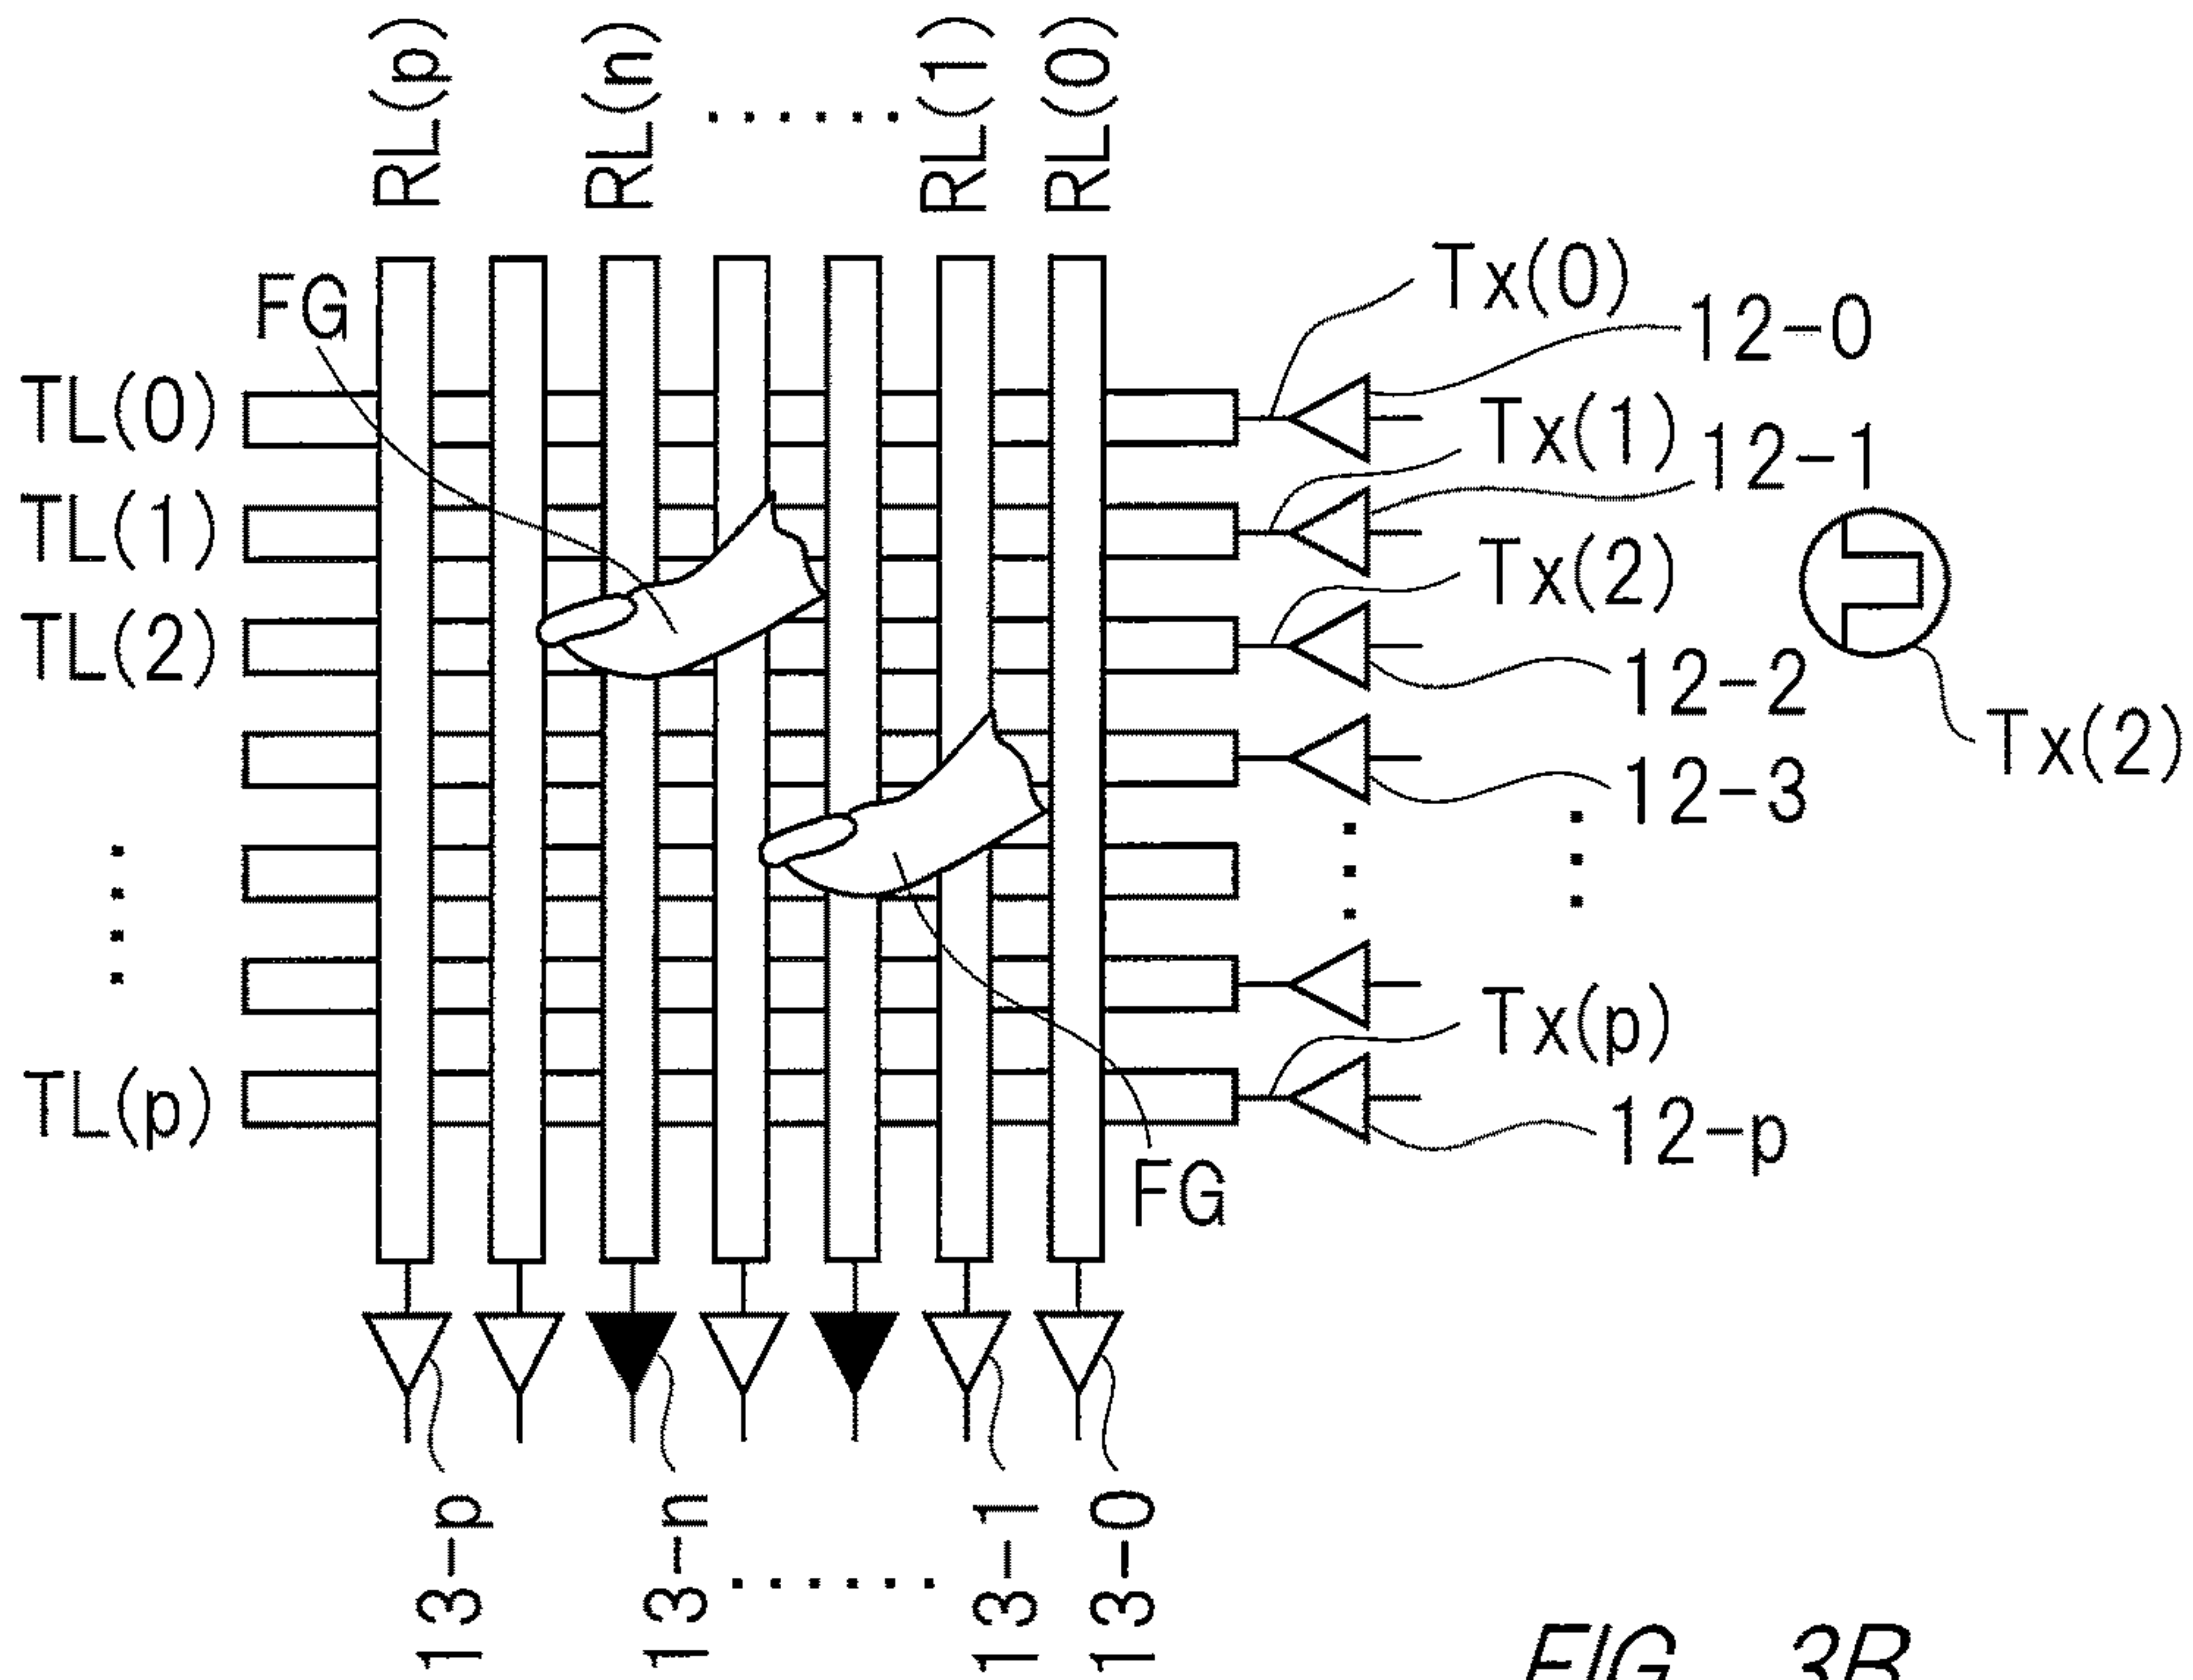 RL(p)
RL(n)
......
RL(1)
RL(0)
FG
Tx(0)
12-0
TL(0)
Tx(1)
12-1
TL(1)
Tx(2)
TL(2)
12-2
Tx(2)
12-3
Tx(p)
TL(p)
12-p
FG
13-p
13-n
......
13-1
13-0
FIG. 3B